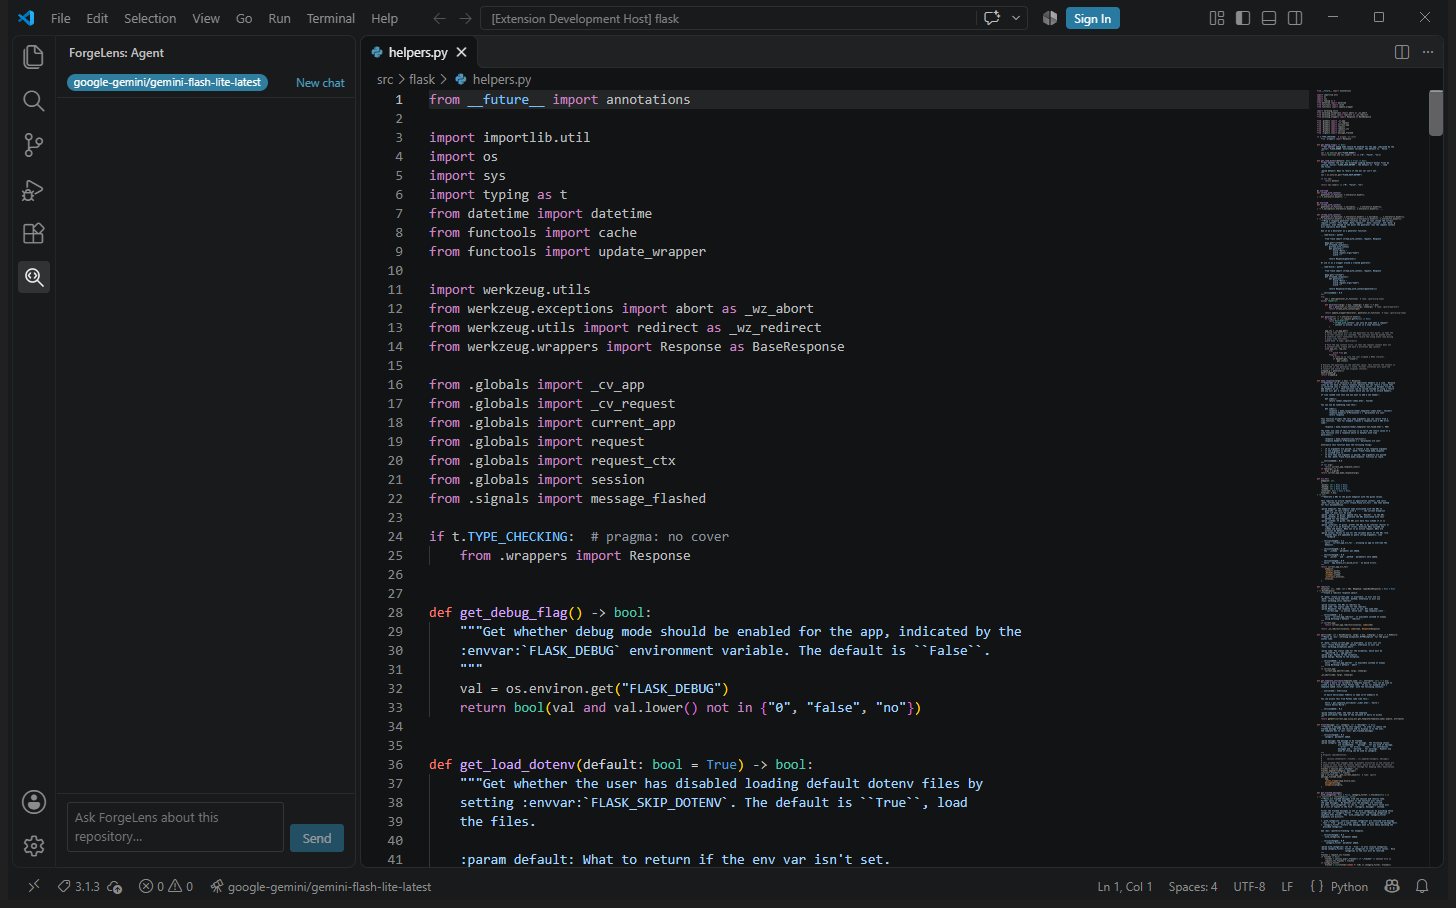 File Edit Selection View Go Run Terminal Help
[Extension Development Host] flask
Sign In
ForgeLens: Agent
google-gemini/gemini-flash-lite-latest
New chat
helpers.py
src > flask > helpers.py
1 from __future__ import annotations
2
3 import importlib.util
4 import os
5 import sys
6 import typing as t
7 from datetime import datetime
8 from functools import cache
9 from functools import update_wrapper
10
11 import werkzeug.utils
12 from werkzeug.exceptions import abort as _wz_abort
13 from werkzeug.utils import redirect as _wz_redirect
14 from werkzeug.wrappers import Response as BaseResponse
15
16 from .globals import _cv_app
17 from .globals import _cv_request
18 from .globals import current_app
19 from .globals import request
20 from .globals import request_ctx
21 from .globals import session
22 from .signals import message_flashed
23
24 if t.TYPE_CHECKING:  # pragma: no cover
25     from .wrappers import Response
26
27
28 def get_debug_flag() -> bool:
29     """Get whether debug mode should be enabled for the app, indicated by the
30     :envvar:`FLASK_DEBUG` environment variable. The default is ``False``.
31     """
32     val = os.environ.get("FLASK_DEBUG")
33     return bool(val and val.lower() not in {"0", "false", "no"})
34
35
36 def get_load_dotenv(default: bool = True) -> bool:
37     """Get whether the user has disabled loading default dotenv files by
38     setting :envvar:`FLASK_SKIP_DOTENV`. The default is ``True``, load
39     the files.
40
41     :param default: What to return if the env var isn't set.
Ask ForgeLens about this
repository...
Send
3.1.3
0 0
google-gemini/gemini-flash-lite-latest
Ln 1, Col 1
Spaces: 4
UTF-8
LF
{ } Python